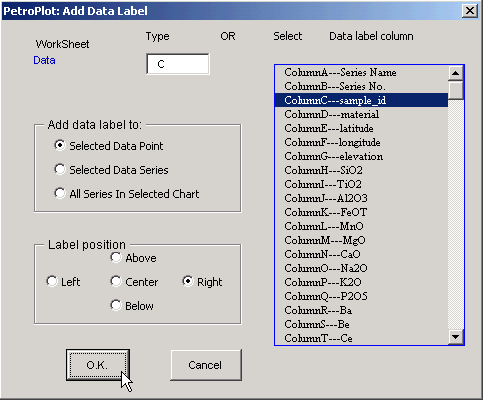 PetroPlot: Add Data Label
WorkSheet Type OR Select Data label column
Data C
ColumnA---Series Name
ColumnB---Series No.
ColumnC---sample_id
ColumnD---material
ColumnE---latitude
ColumnF---longitude
ColumnG---elevation
ColumnH---SiO2
ColumnI---TiO2
ColumnJ---Al2O3
ColumnK---FeOT
ColumnL---MnO
ColumnM---MgO
ColumnN---CaO
ColumnO---Na2O
ColumnP---K2O
ColumnQ---P2O5
ColumnR---Ba
ColumnS---Be
ColumnT---Ce
Add data label to:
Selected Data Point
Selected Data Series
All Series In Selected Chart
Label position
Above
Left Center Right
Below
O.K. Cancel